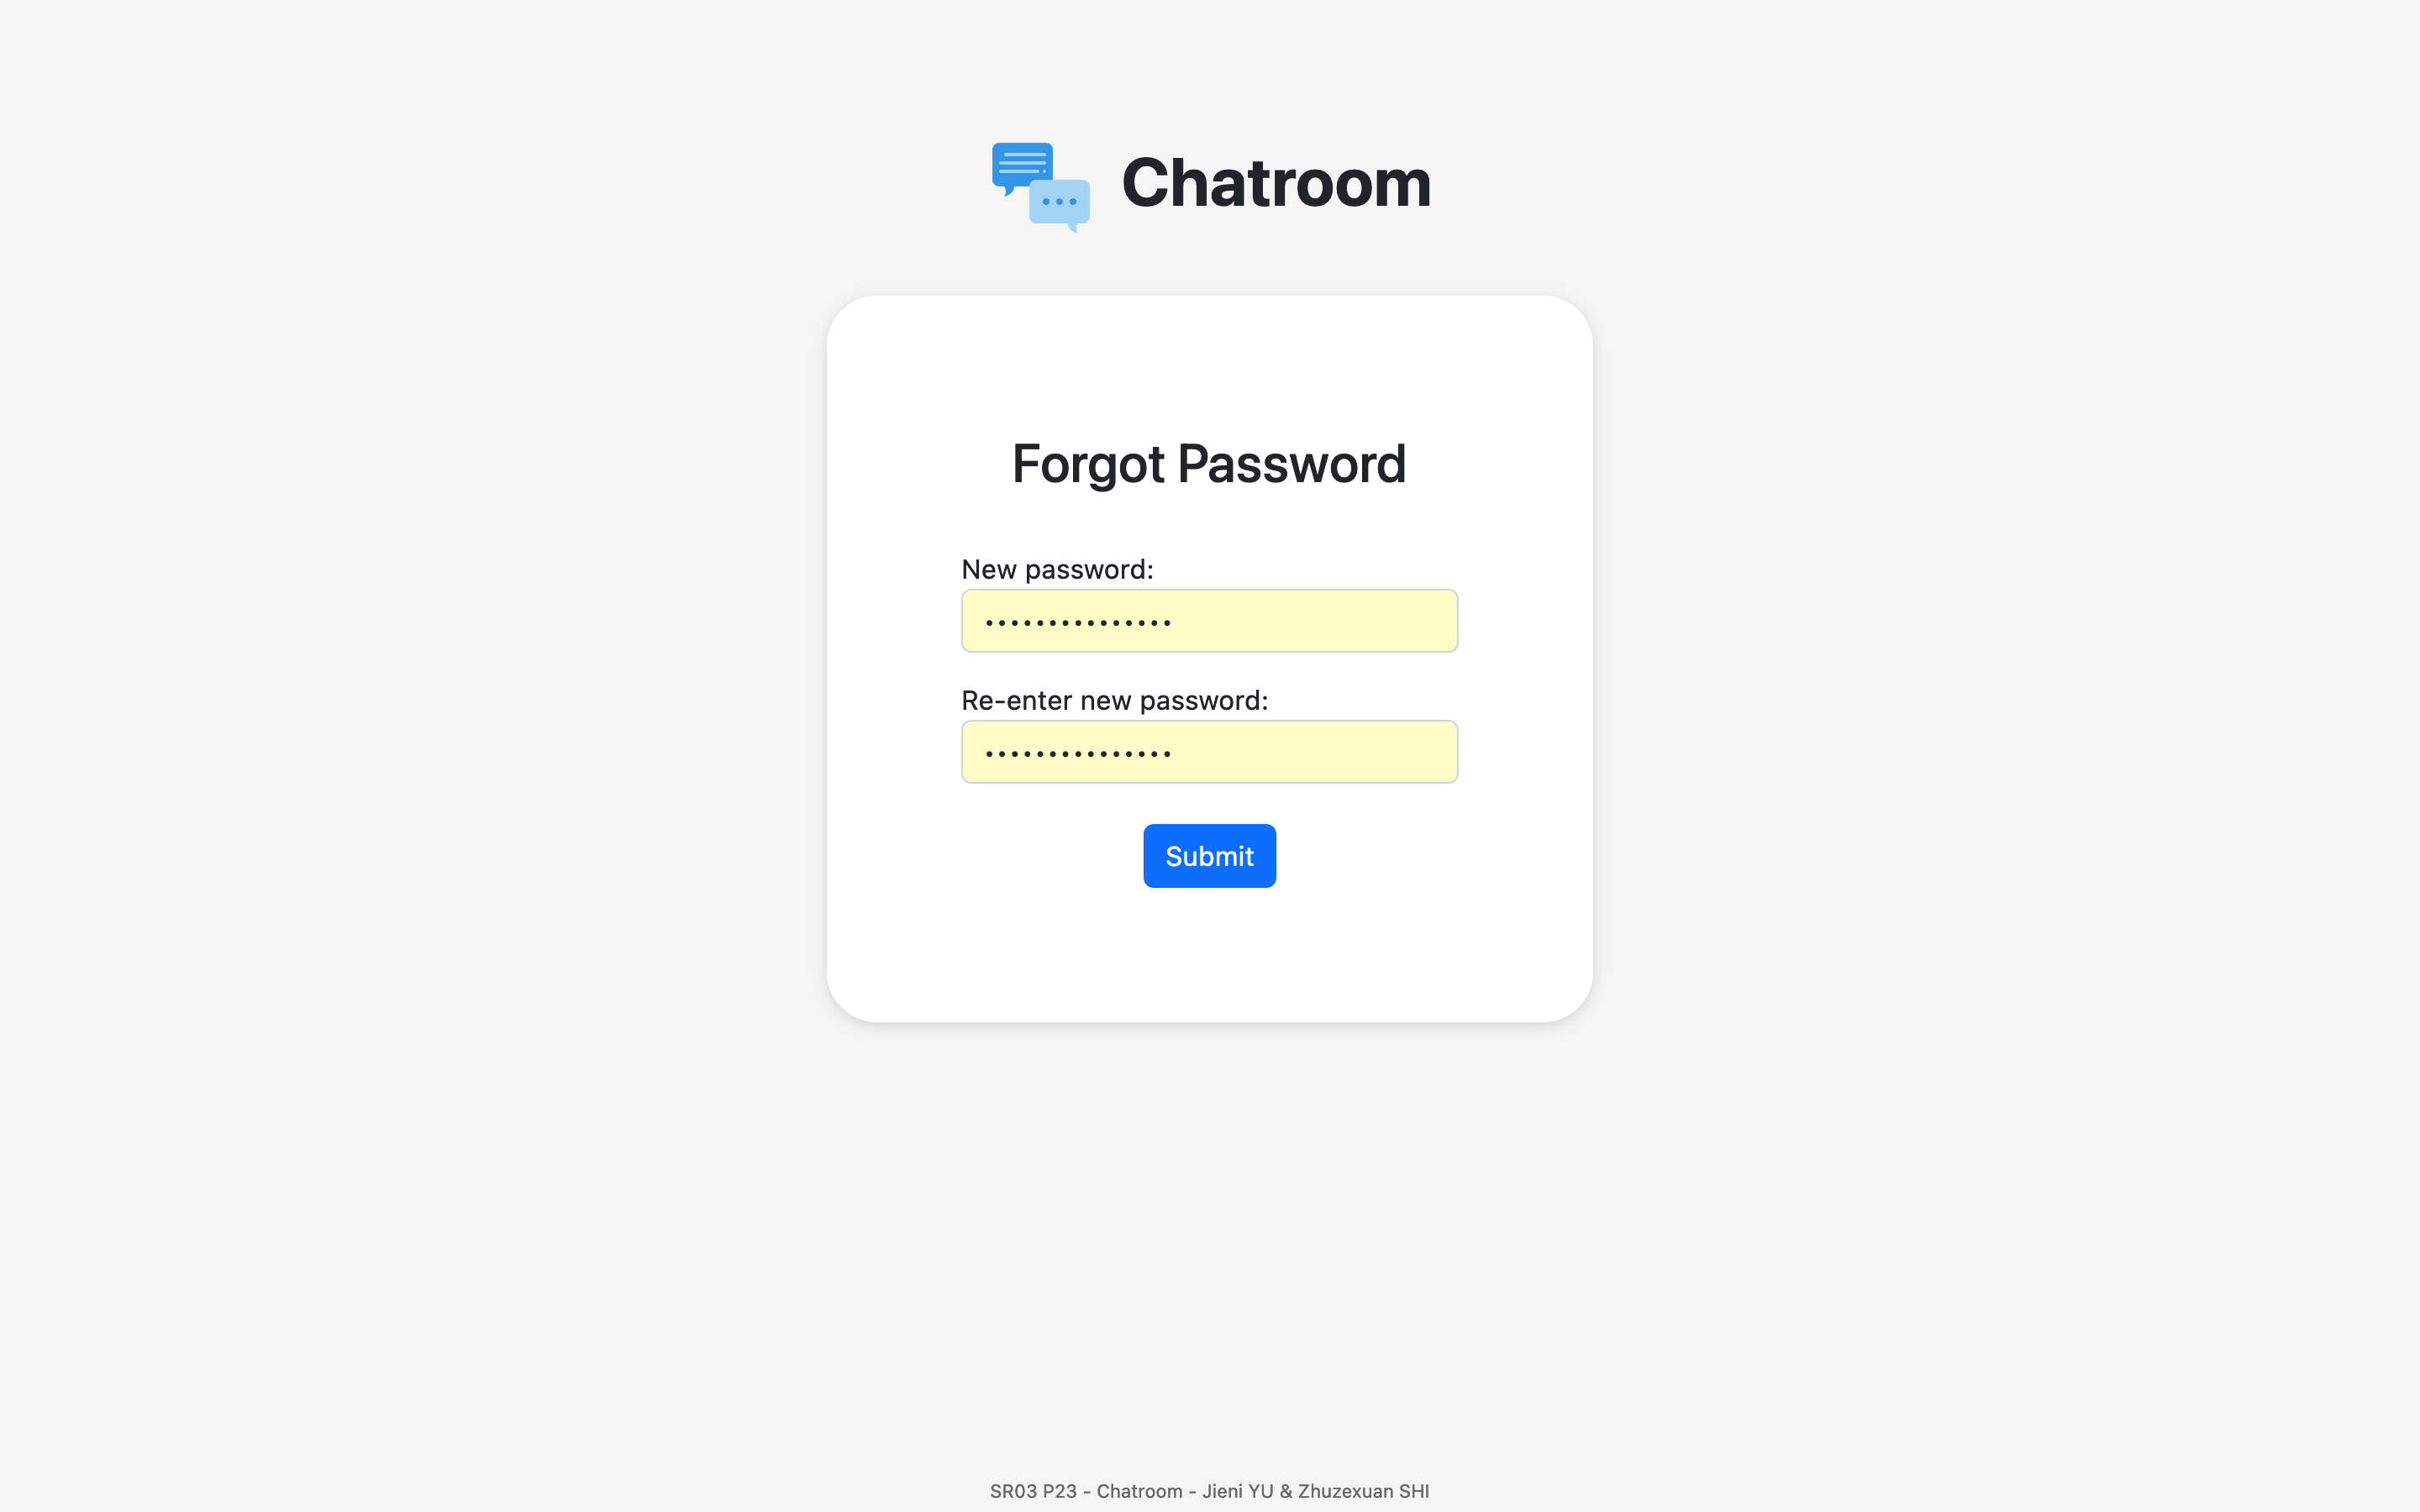 Chatroom
Forgot Password
New password:
•••••••••••••••
Re-enter new password:
•••••••••••••••
Submit
SR03 P23 - Chatroom - Jieni YU & Zhuzexuan SHI